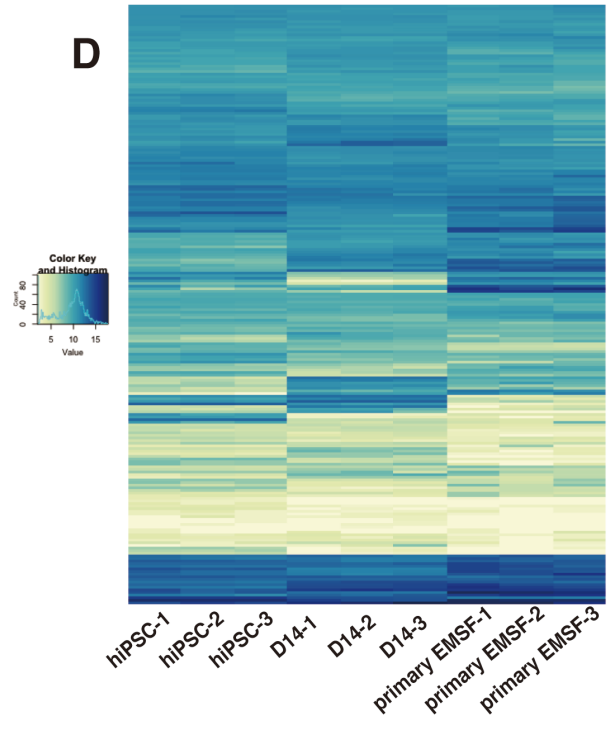 D
Color Key
and Histogram
Count
0 40 80
5 10 15
Value
hiPSC-1
hiPSC-2
hiPSC-3
D14-1
D14-2
D14-3
primary EMSF-1
primary EMSF-2
primary EMSF-3